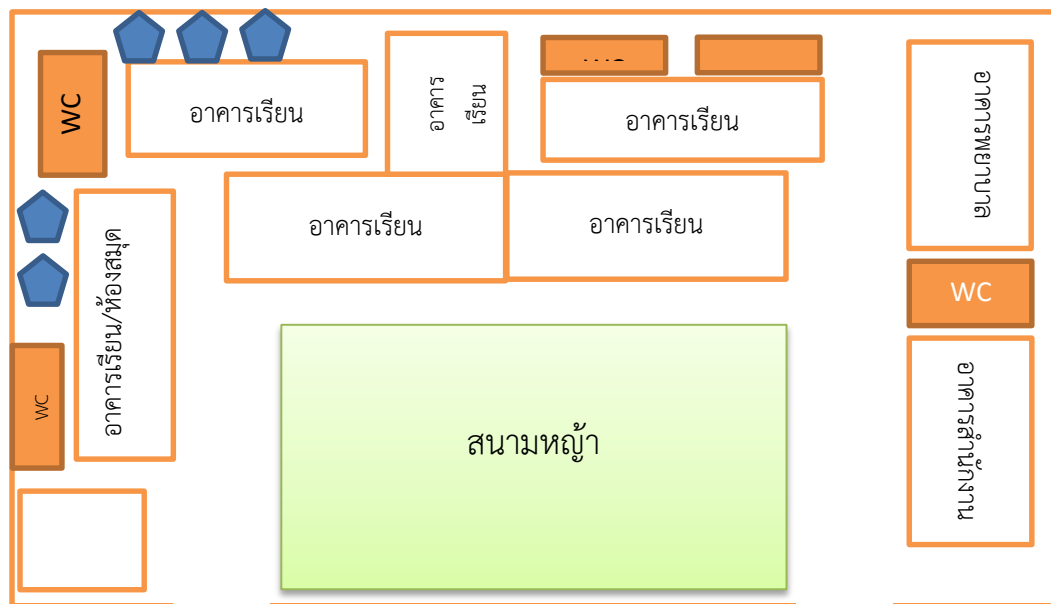 WC
อาคารเรียน
อาคาร
เรียน
อาคารเรียน
อาคารพยาบาล
อาคารเรียน
อาคารเรียน
อาคารเรียน/ห้องสมุด
WC
WC
อาคารสำนักงาน
สนามหญ้า